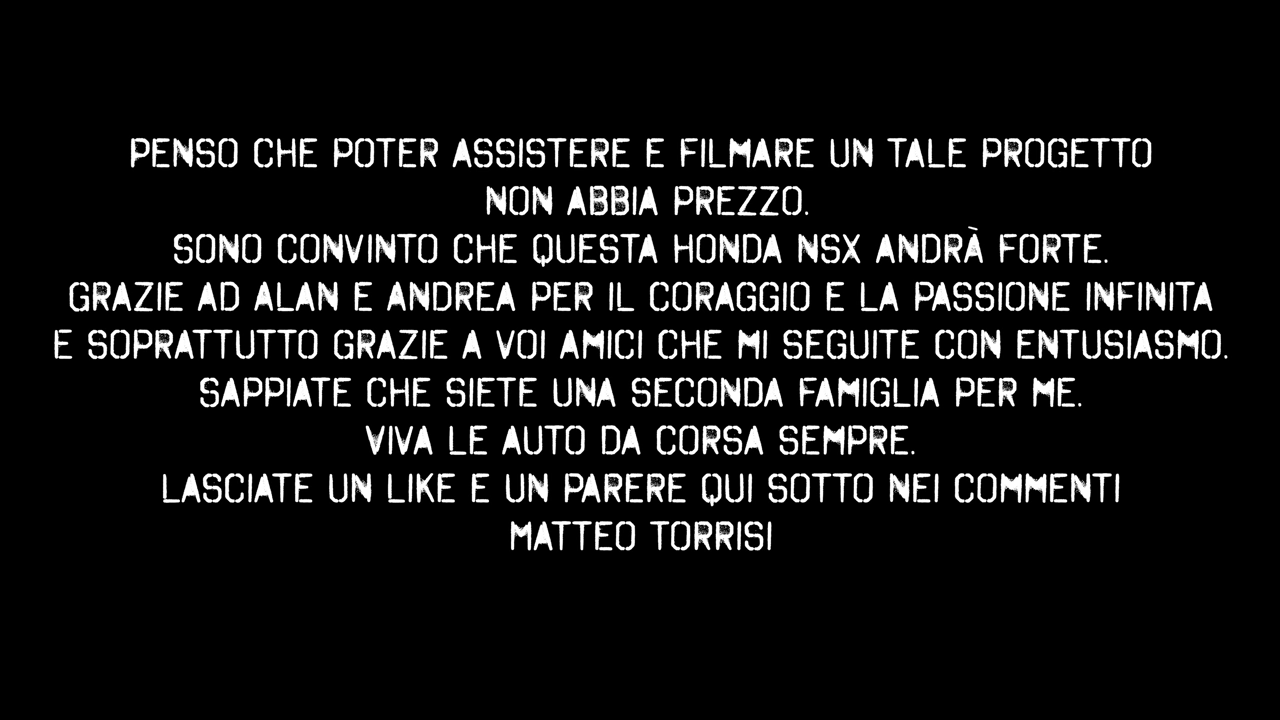 PENSO CHE POTER ASSISTERE E FILMARE UN TALE PROGETTO
NON ABBIA PREZZO.
SONO CONVINTO CHE QUESTA HONDA NSX ANDRÀ FORTE.
GRAZIE AD ALAN E ANDREA PER IL CORAGGIO E LA PASSIONE INFINITA
E SOPRATTUTTO GRAZIE A VOI AMICI CHE MI SEGUITE CON ENTUSIASMO.
SAPPIATE CHE SIETE UNA SECONDA FAMIGLIA PER ME.
VIVA LE AUTO DA CORSA SEMPRE.
LASCIATE UN LIKE E UN PARERE QUI SOTTO NEI COMMENTI
MATTEO TORRISI